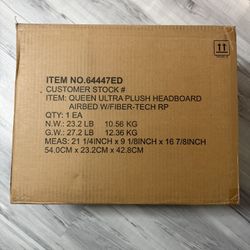 ITEM NO.64447ED
CUSTOMER STOCK #
ITEM: QUEEN ULTRA PLUSH HEADBOARD
AIRBED W/FIBER-TECH RP
QTY: 1 EA
N.W.: 23.2 LB 10.56 KG
G.W.: 27.2 LB 12.36 KG
MEAS: 21 1/4INCH x 9 1/8INCH x 16 7/8INCH
54.0CM x 23.2CM x 42.8CM